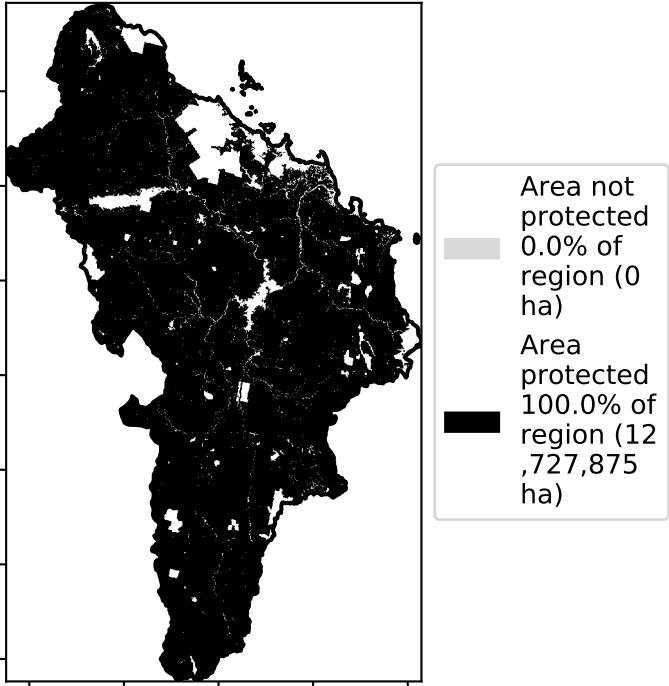 Area not
protected
0.0% of
region (0
ha)
Area
protected
100.0% of
region (12
,727,875
ha)